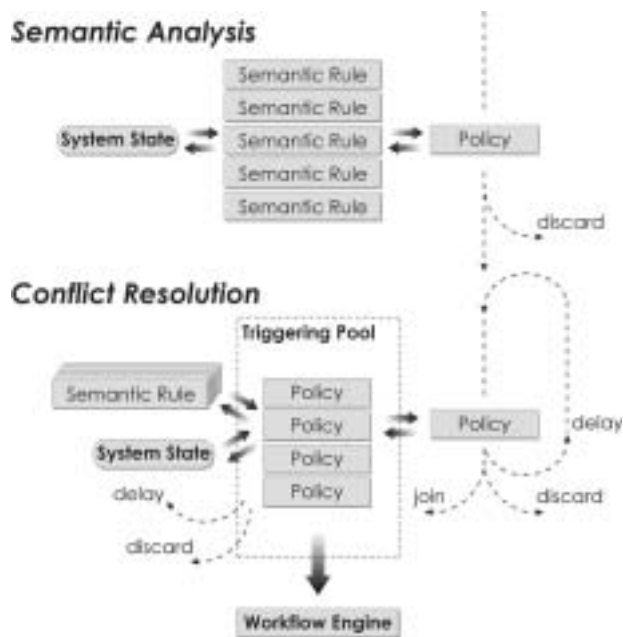 Semantic Analysis
Semantic Rule
Semantic Rule
System State
Semantic Rule
Policy
Semantic Rule
Semantic Rule
discard
Conflict Resolution
Triggering Pool
Semantic Rule
Policy
Policy
Policy
delay
System State
Policy
delay
Policy
join
discard
discard
Workflow Engine